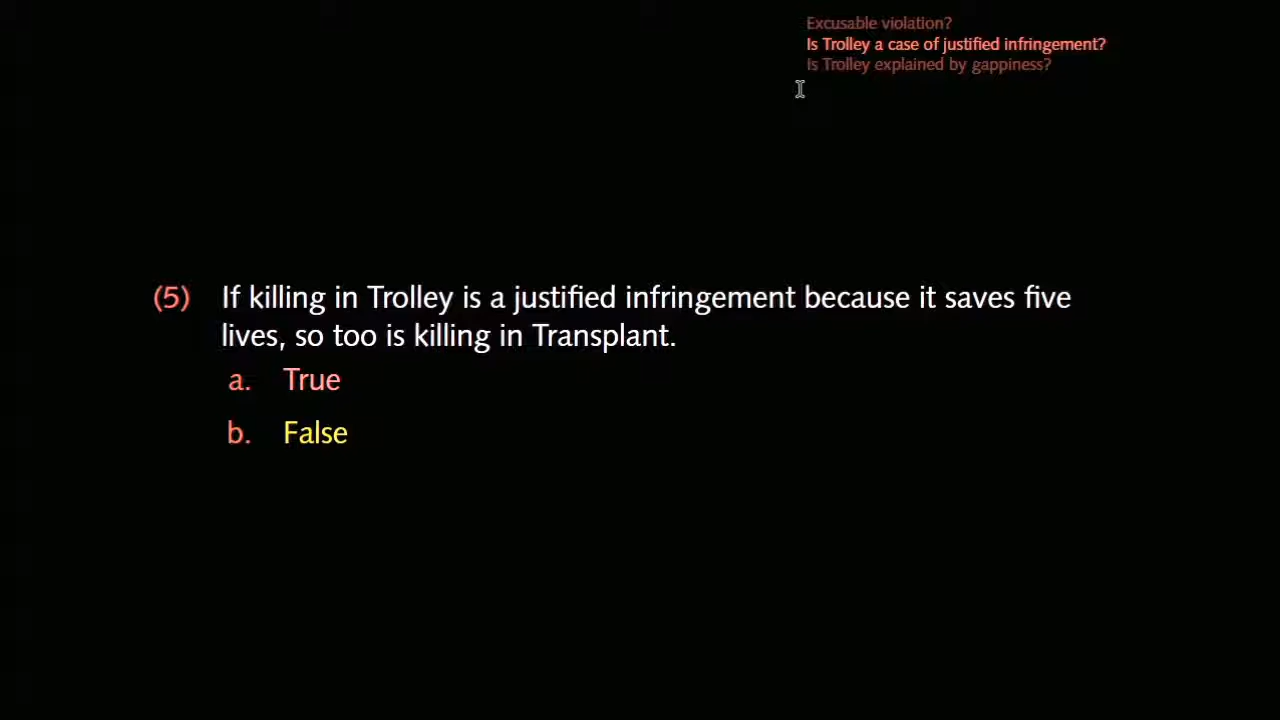 Excusable violation?
Is Trolley a case of justified infringement?
Is Trolley explained by gappiness?
(5) If killing in Trolley is a justified infringement because it saves five
lives, so too is killing in Transplant.
a. True
b. False